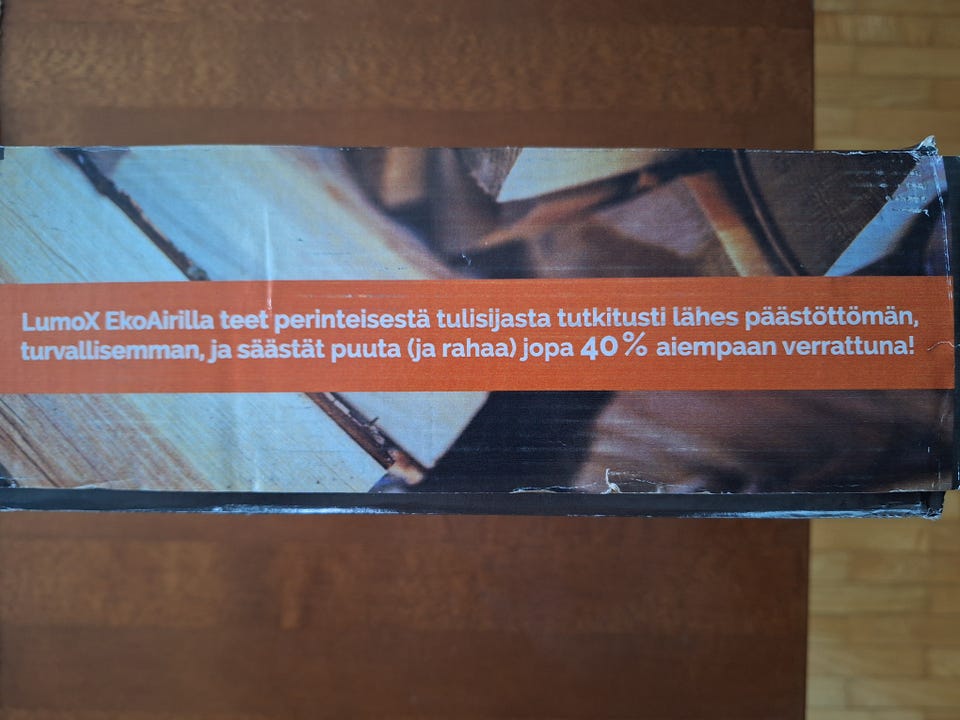 LumoX EkoAirilla teet perinteisestä tulisijasta tutkitusti lähes päästöttömän,
turvallisemman, ja säästät puuta (ja rahaa) jopa 40 % aiempaan verrattuna!